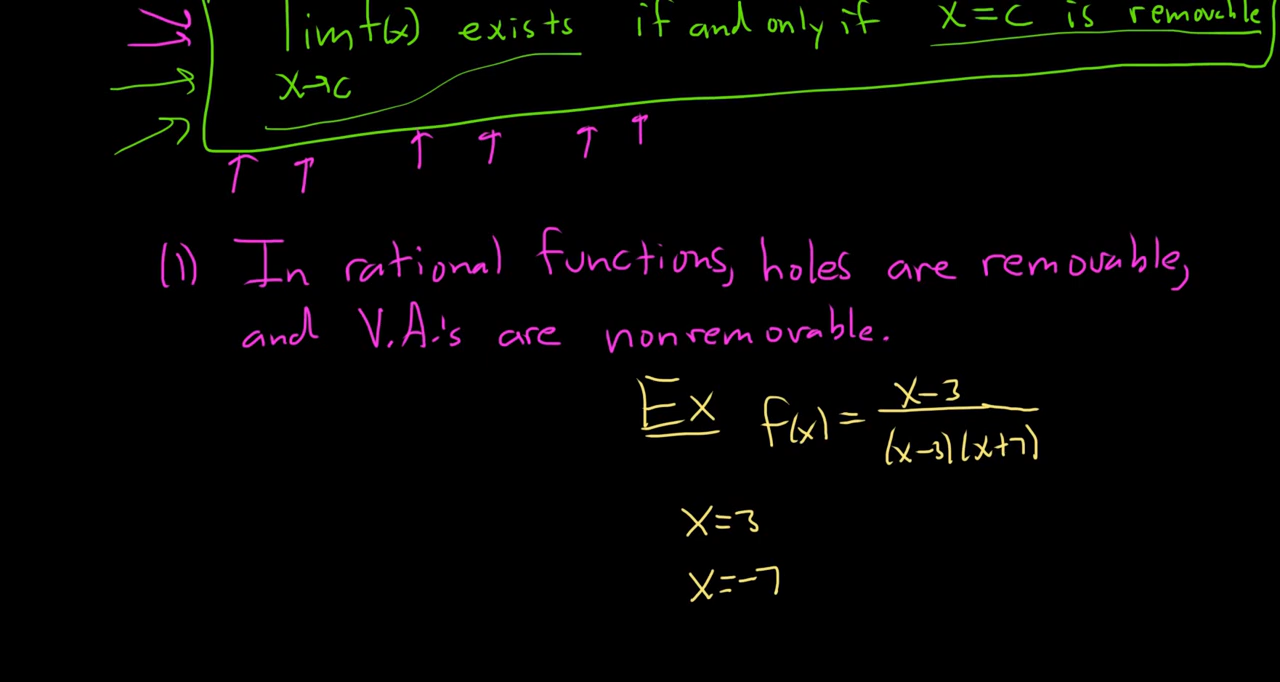 lim f(x) exists if and only if x=c is removable
x→c
(1) In rational functions, holes are removable,
and V.A.'s are nonremovable.
Ex f(x) = x-3
(x-3)(x+7)
x=3
x=-7